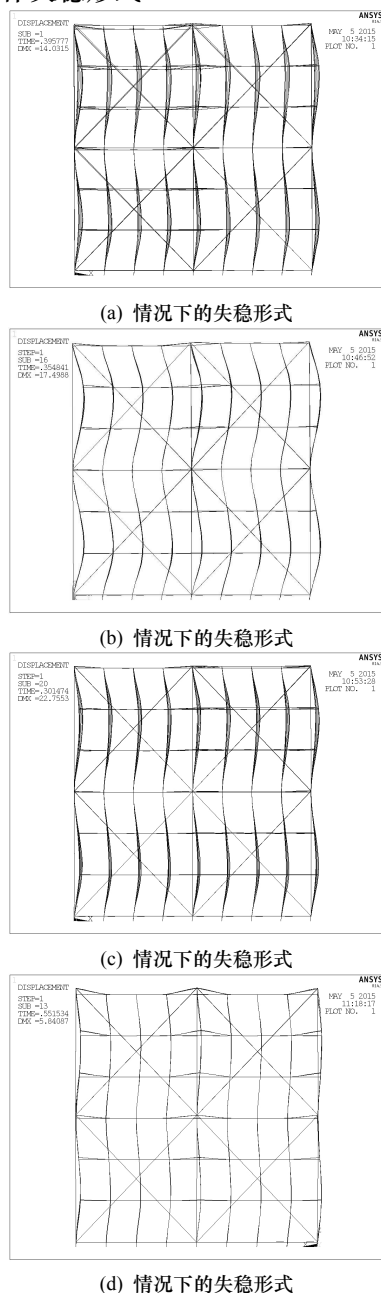 DISPLACEMENT
SUB =1
TIME=.395777
DMX =14.0315
ANSYS
MAY 5 2015
10:34:15
PLOT NO. 1
X
(a) 情况下的失稳形式
1
DISPLACEMENT
STEP=1
SUB =16
TIME=.354841
DMX =17.4988
ANSYS
MAY 5 2015
10:46:52
PLOT NO. 1
(b) 情况下的失稳形式
DISPLACEMENT
STEP=1
SUB =20
TIME=.301474
DMX =22.7553
ANSYS
MAY 5 2015
10:53:28
PLOT NO. 1
X
(c) 情况下的失稳形式
DISPLACEMENT
STEP=1
SUB =13
TIME=.551534
DMX =5.84087
ANSYS
MAY 5 2015
11:18:17
PLOT NO. 1
(d) 情况下的失稳形式